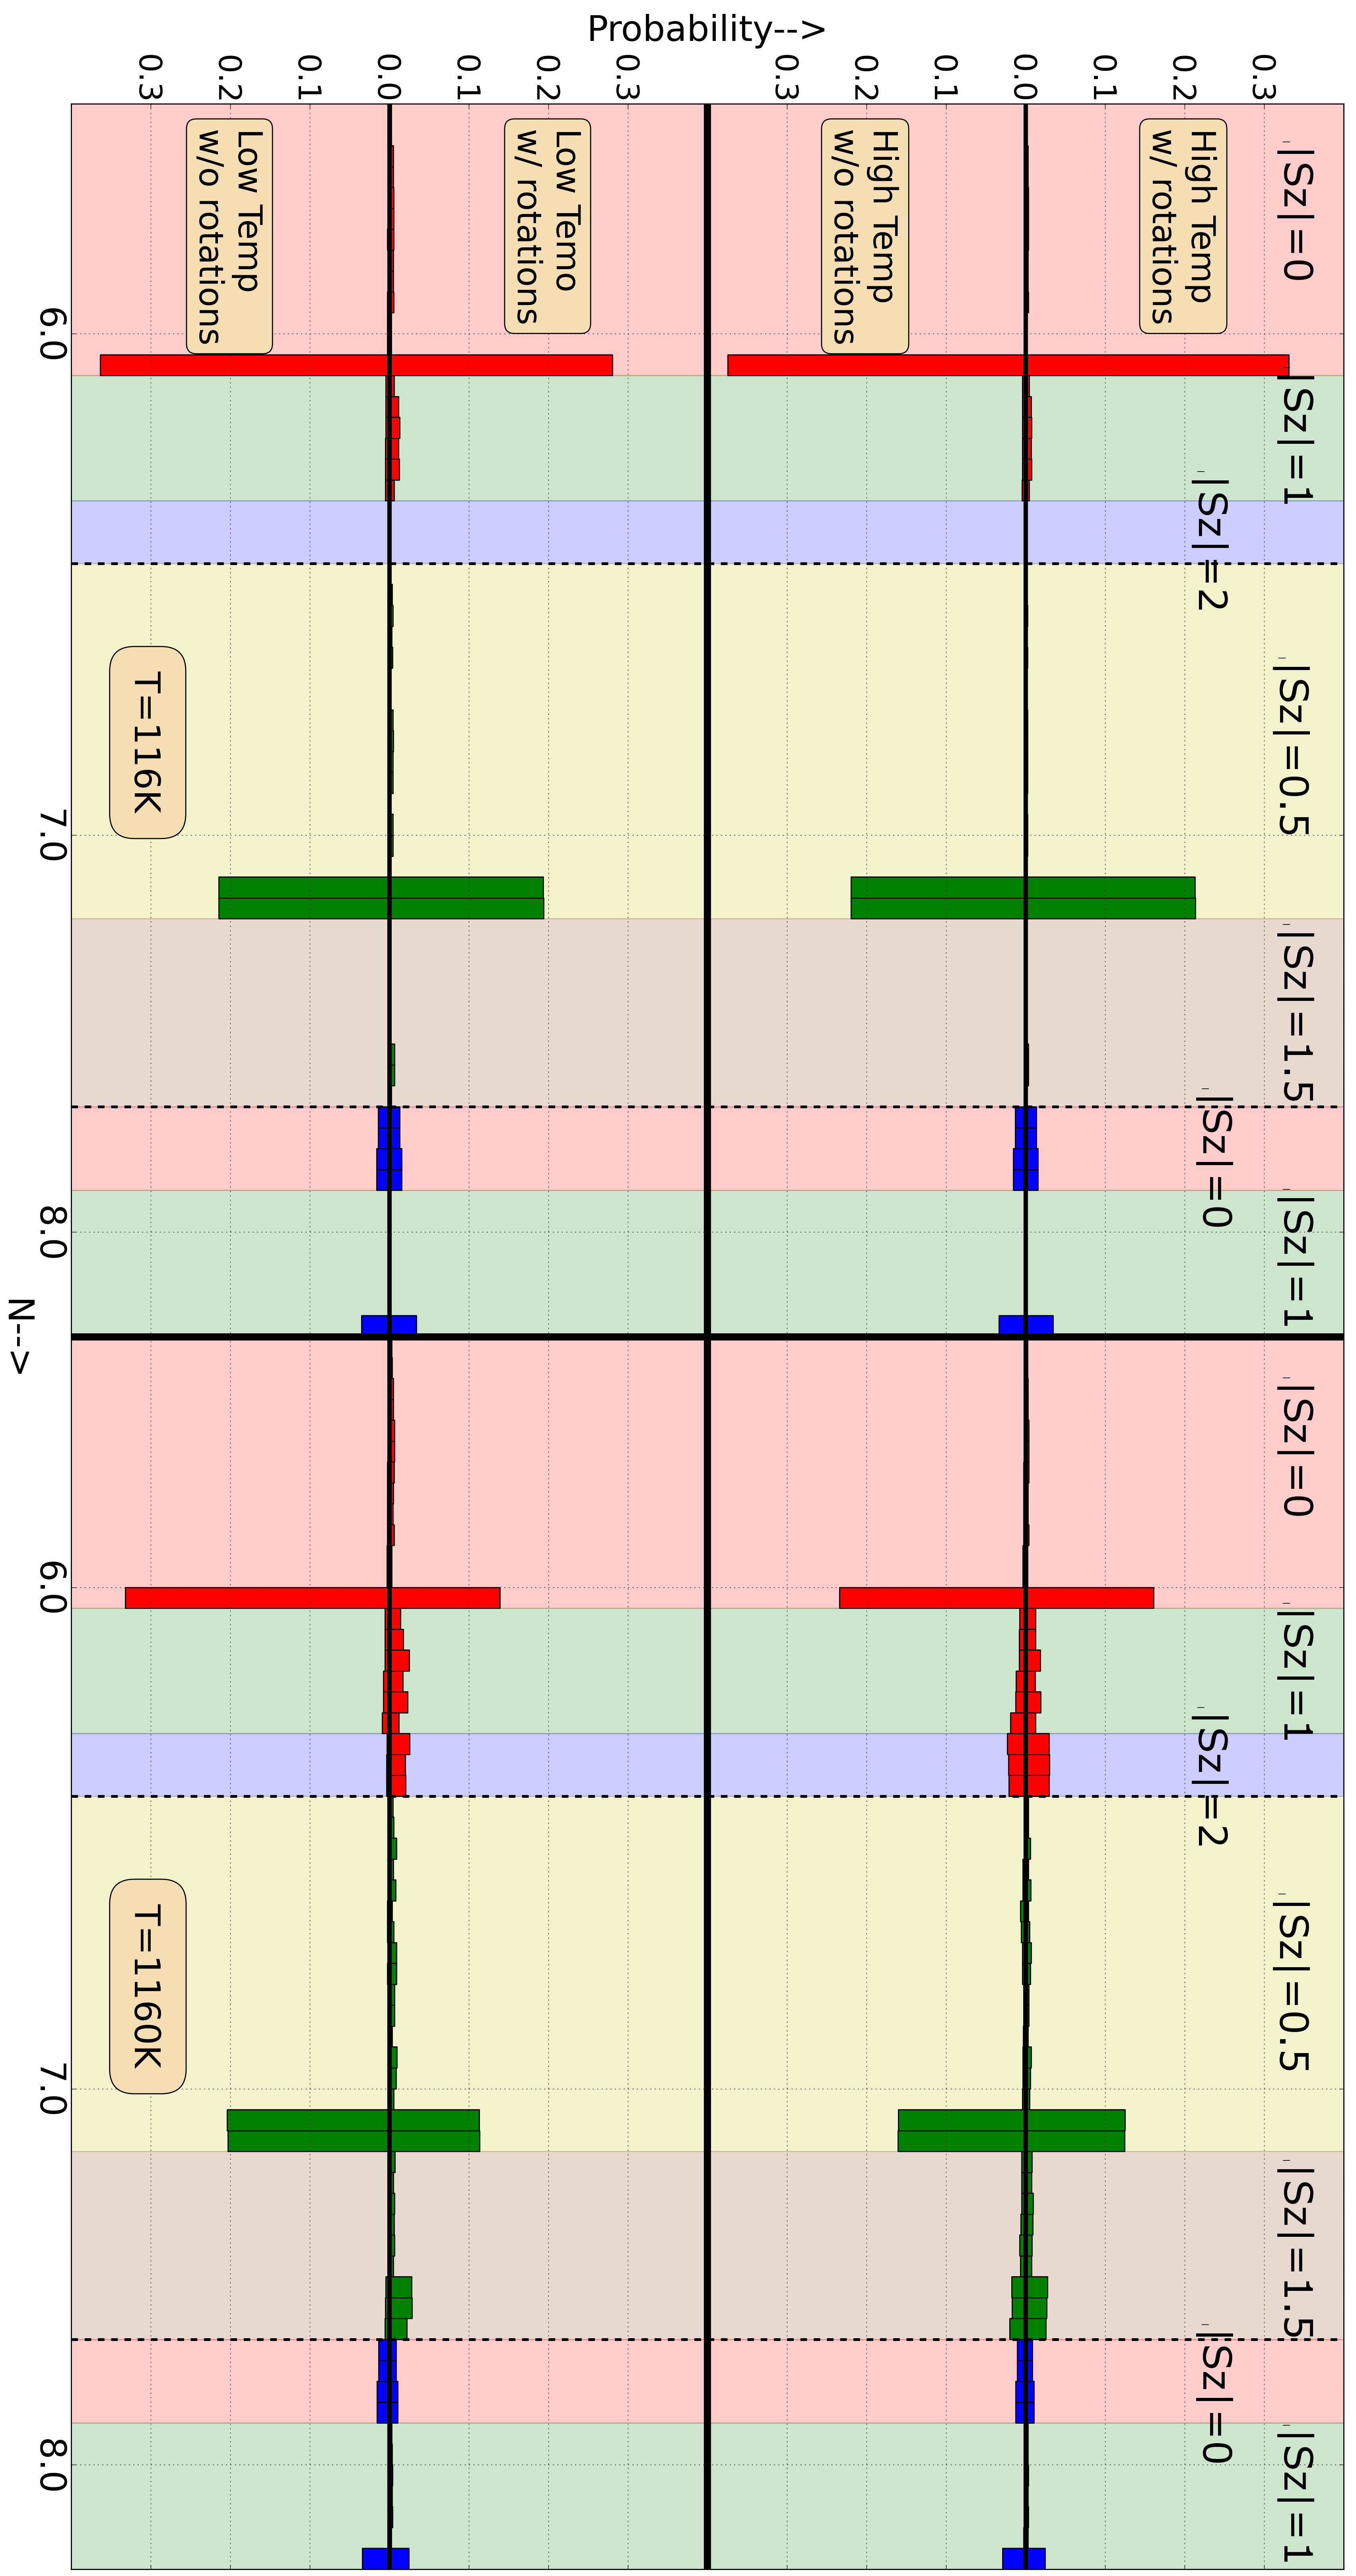 |Sz|=0
|Sz|=1
|Sz|=2
|Sz|=0.5
|Sz|=1.5
|Sz|=0
|Sz|=1
|Sz|=0
|Sz|=1
|Sz|=2
|Sz|=0.5
|Sz|=1.5
|Sz|=0
|Sz|=1
High Temp
w/ rotations
High Temp
w/o rotations
Low Temo
w/ rotations
Low Temp
w/o rotations
T=116K
T=1160K
Probability-->
0.3
0.2
0.1
0.0
0.1
0.2
0.3
0.3
0.2
0.1
0.0
0.1
0.2
0.3
6.0
7.0
8.0
6.0
7.0
8.0
N-->